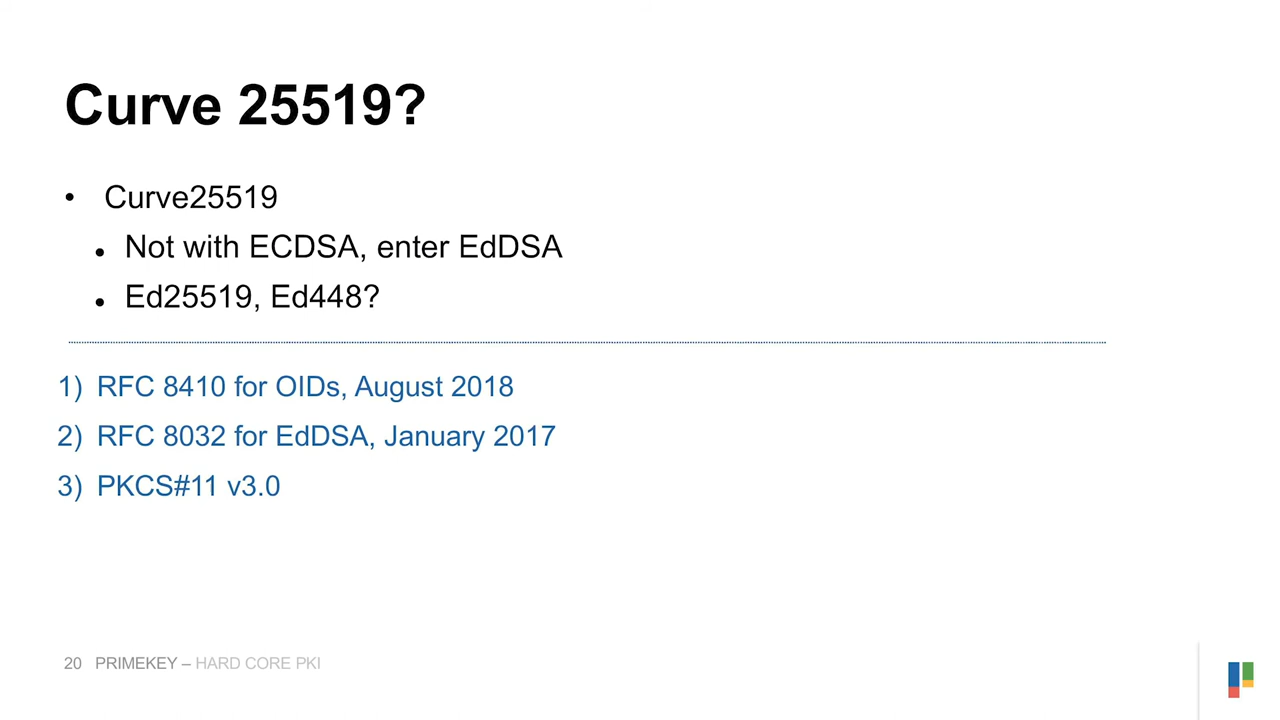 Curve 25519?
• Curve25519
• Not with ECDSA, enter EdDSA
• Ed25519, Ed448?
1) RFC 8410 for OIDs, August 2018
2) RFC 8032 for EdDSA, January 2017
3) PKCS#11 v3.0
20 PRIMEKEY – HARD CORE PKI